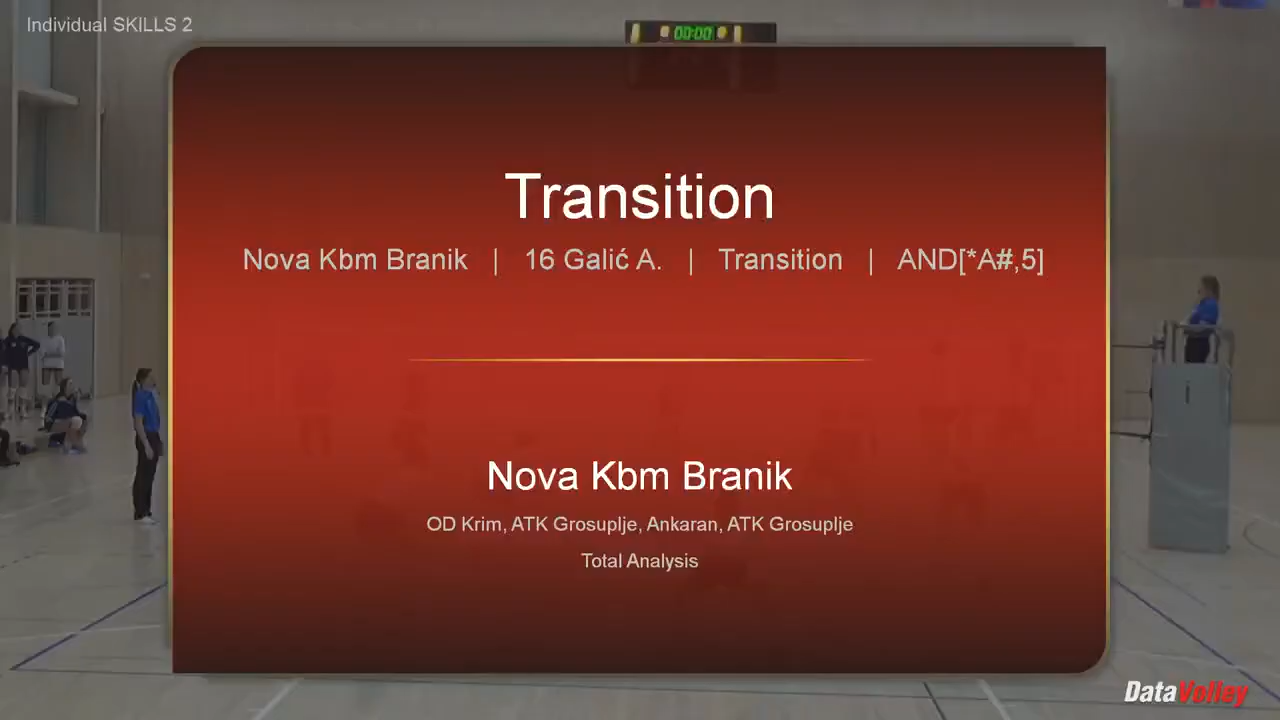 Individual SKILLS 2
00:00
Transition
Nova Kbm Branik | 16 Galić A. | Transition | AND[*A#,5]
Nova Kbm Branik
OD Krim, ATK Grosuplje, Ankaran, ATK Grosuplje
Total Analysis
DataVolley